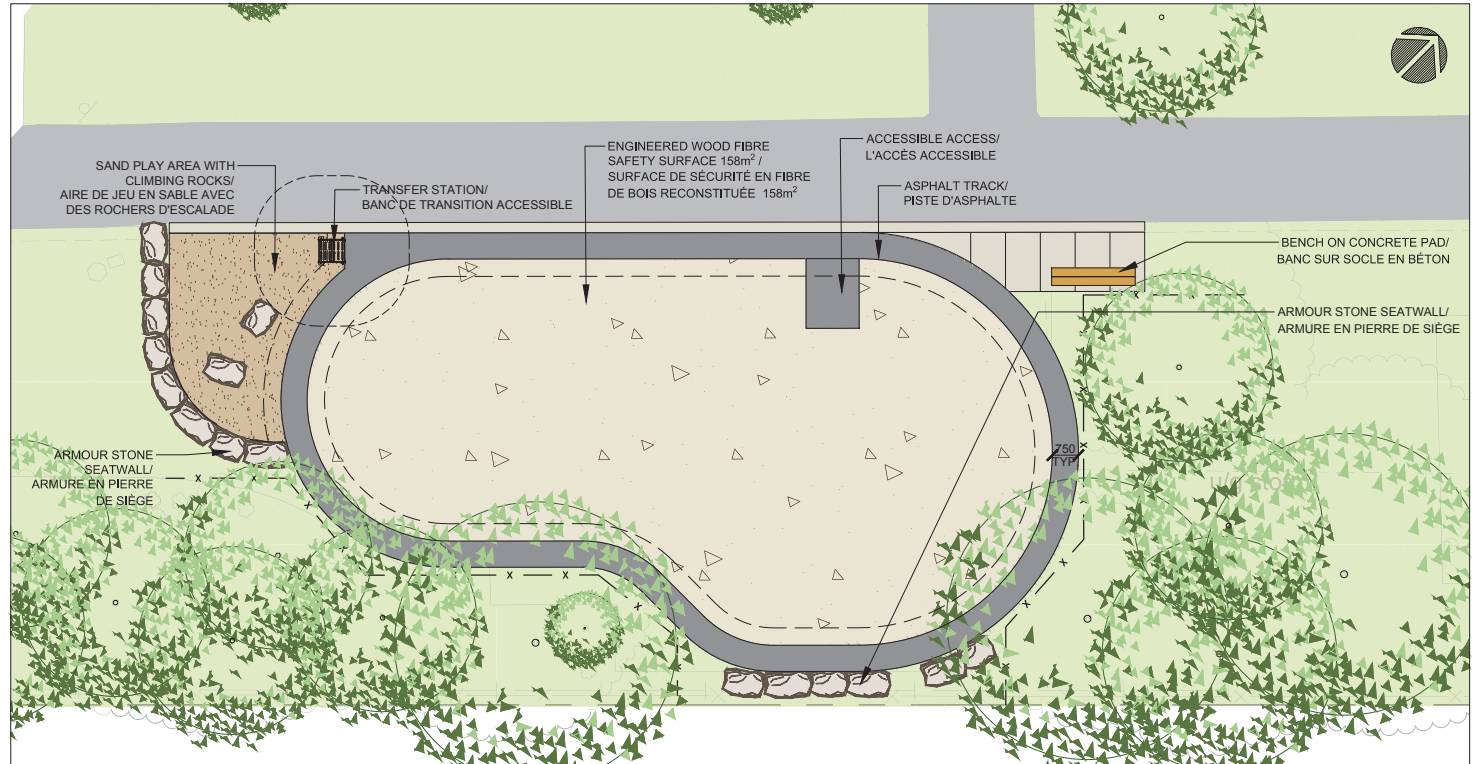 SAND PLAY AREA WITH
CLIMBING ROCKS/
AIRE DE JEU EN SABLE AVEC
DES ROCHERS D'ESCALADE
TRANSFER STATION/
BANC DE TRANSITION ACCESSIBLE
ENGINEERED WOOD FIBRE
SAFETY SURFACE 158m² /
SURFACE DE SÉCURITÉ EN FIBRE
DE BOIS RECONSTITUÉE 158m²
ACCESSIBLE ACCESS/
L'ACCÈS ACCESSIBLE
ASPHALT TRACK/
PISTE D'ASPHALTE
BENCH ON CONCRETE PAD/
BANC SUR SOCLE EN BÉTON
ARMOUR STONE SEATWALL/
ARMURE EN PIERRE DE SIÈGE
ARMOUR STONE
SEATWALL/
ARMURE EN PIERRE
DE SIÈGE
750
TYP